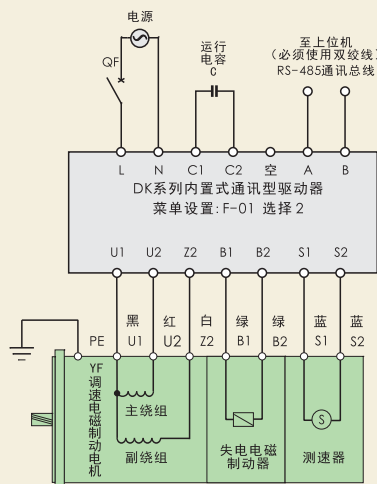 电源
QF
运行
电容
C
至上位机
(必须使用双绞线)
RS-485通讯总线
L N C1 C2 空 A B
DK系列内置式通讯型驱动器
菜单设置:F-01 选择2
U1 U2 Z2 B1 B2 S1 S2
黑 红 白 绿 绿 蓝 蓝
PE U1 U2 Z2 B1 B2 S1 S2
YF调速电磁制动电机
主绕组
副绕组
失电电磁
制动器
S
测速器